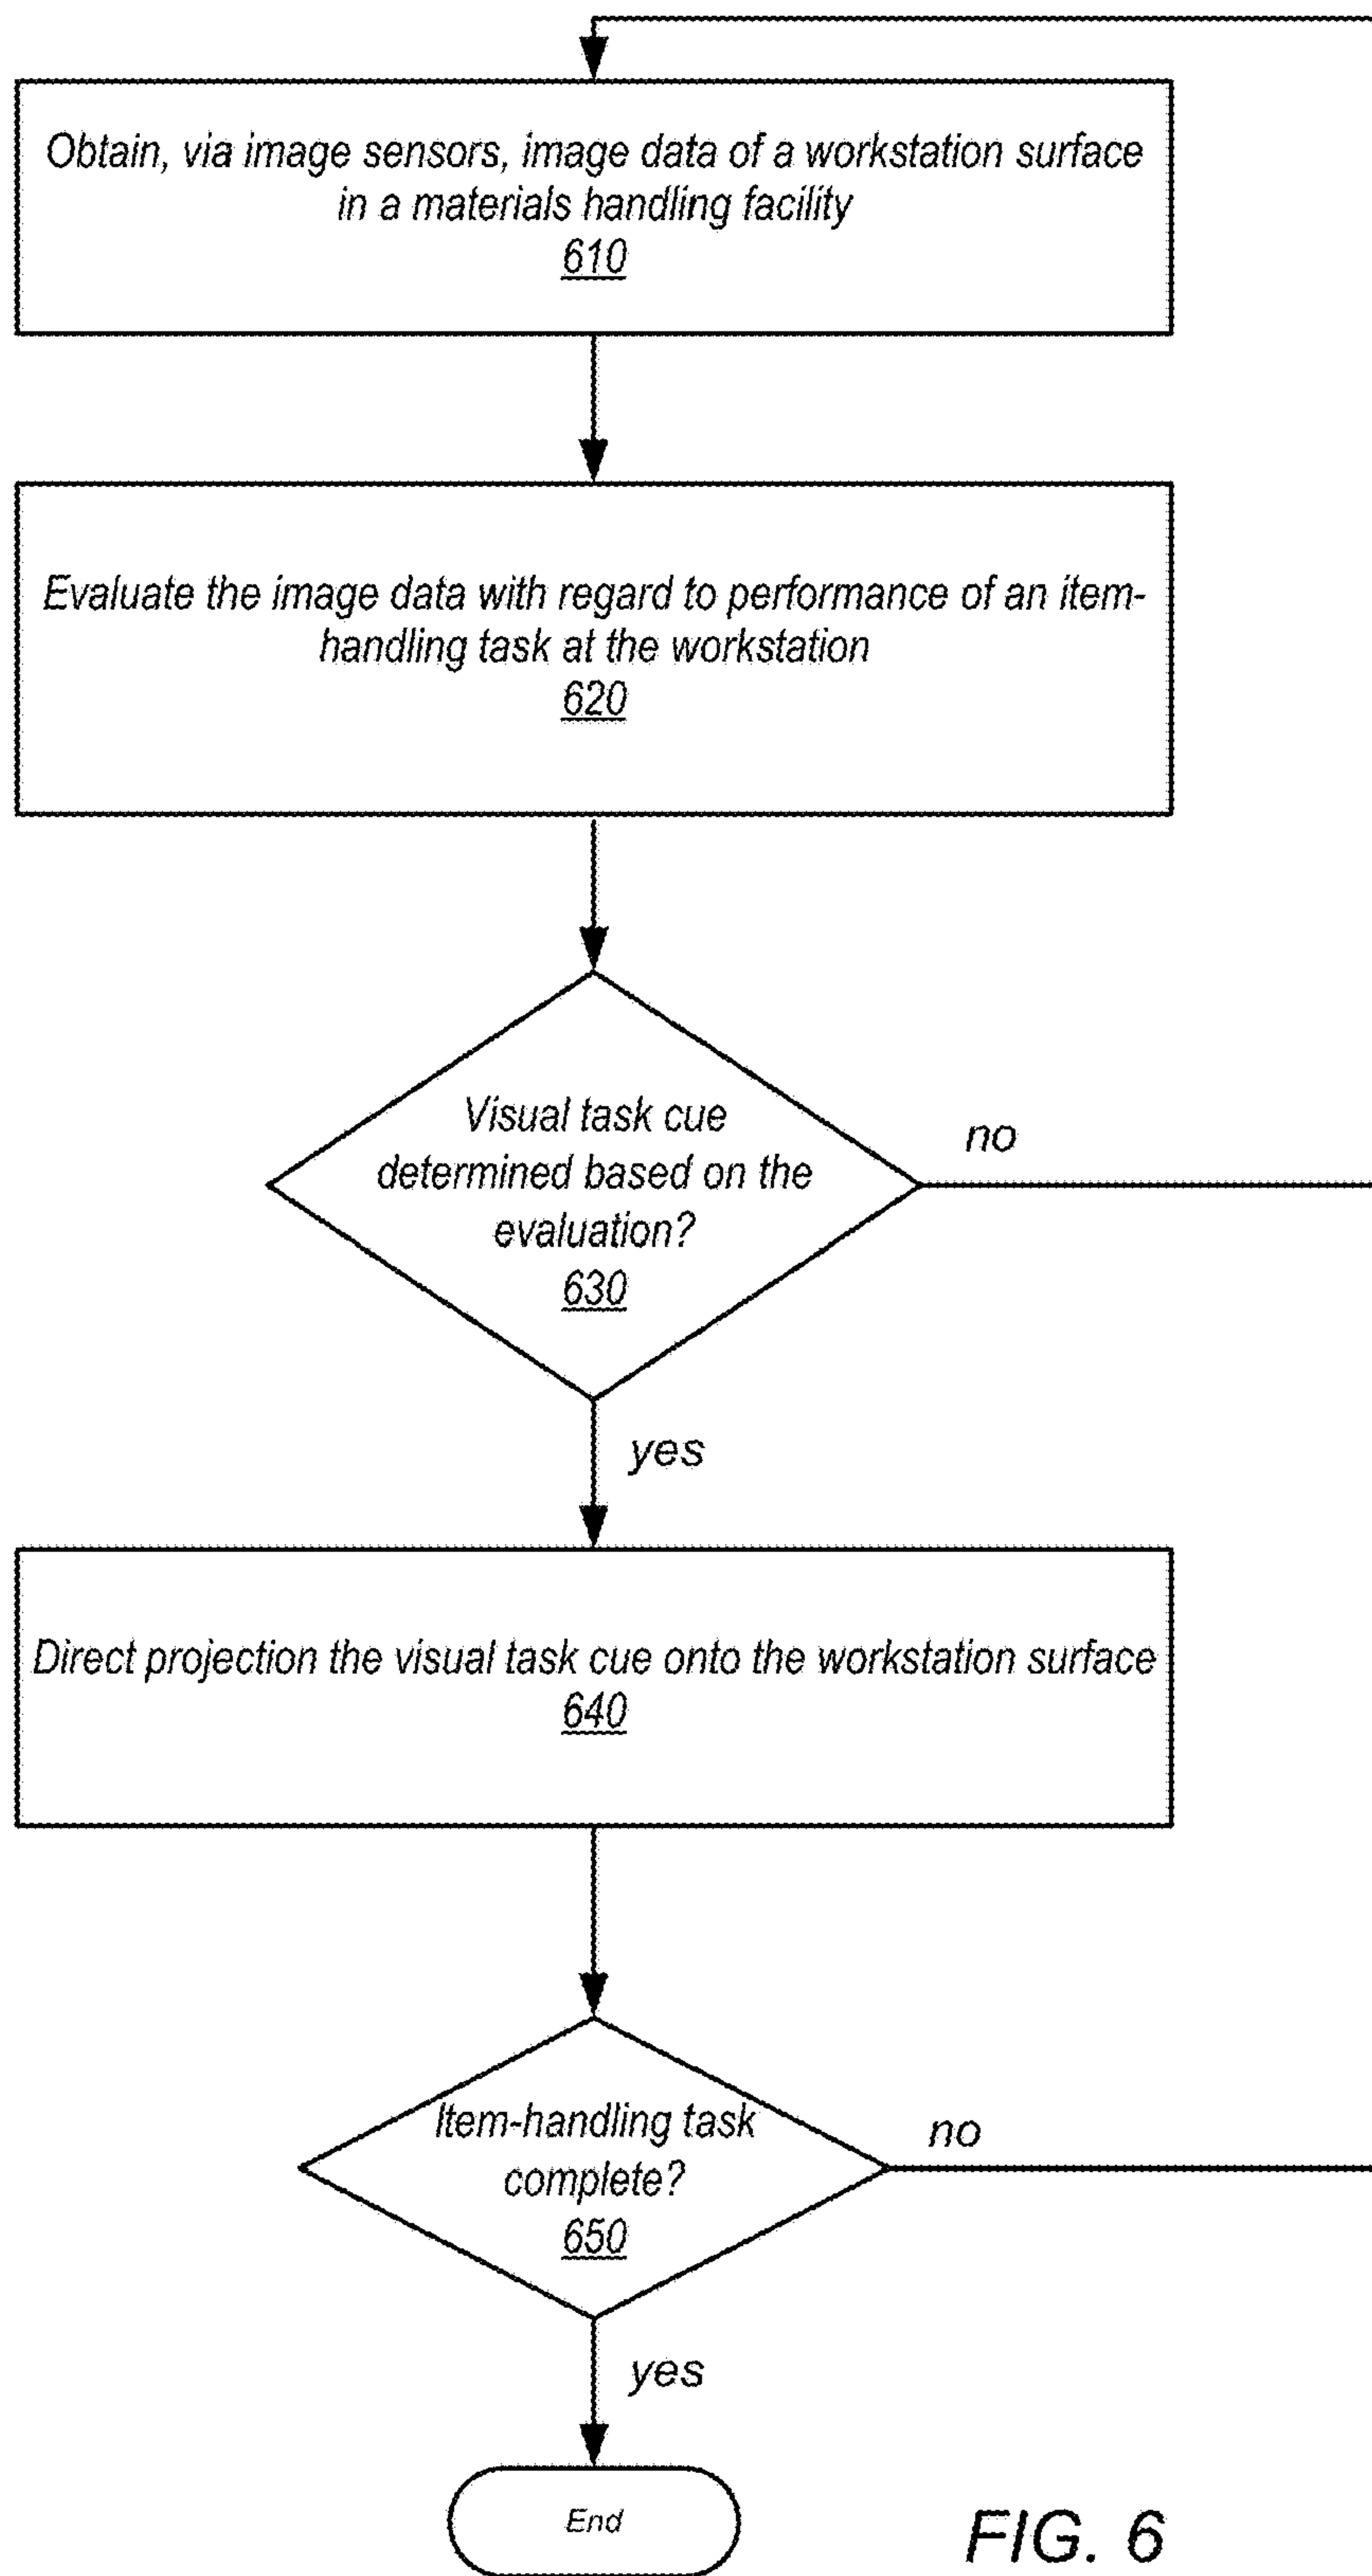 Obtain, via image sensors, image data of a workstation surface
in a materials handling facility
610
Evaluate the image data with regard to performance of an item-
handling task at the workstation
620
Visual task cue
determined based on the
evaluation?
630
no
yes
Direct projection the visual task cue onto the workstation surface
640
Item-handling task
complete?
650
no
yes
End
FIG. 6